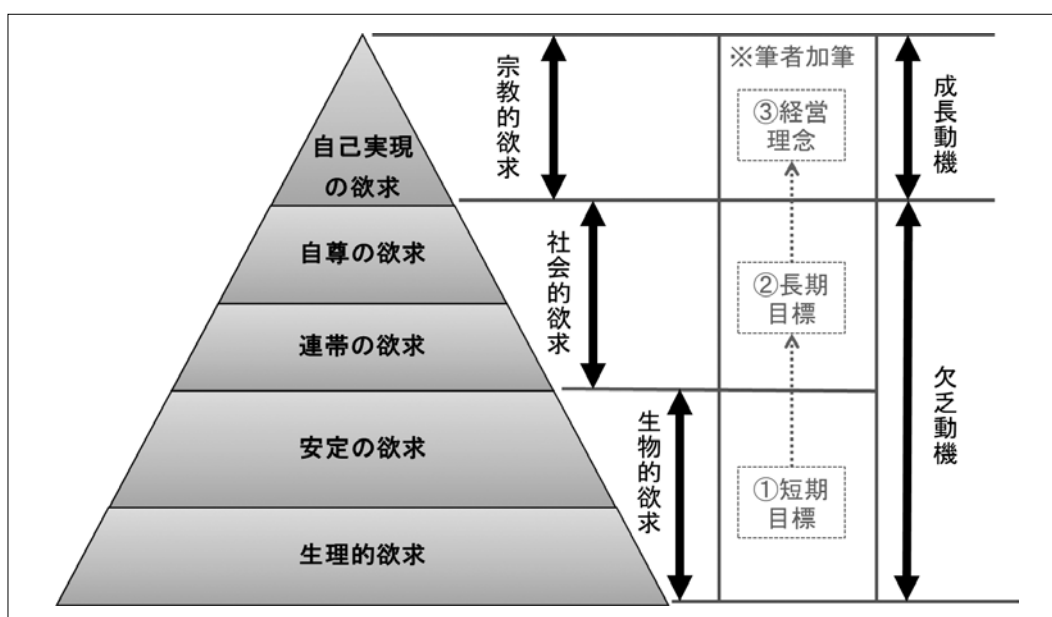 自己実現
の欲求
自尊の欲求
連帯の欲求
安定の欲求
生理的欲求
宗教的欲求
社会的欲求
生物的欲求
※筆者加筆
③経営
理念
②長期
目標
①短期
目標
成長動機
欠乏動機